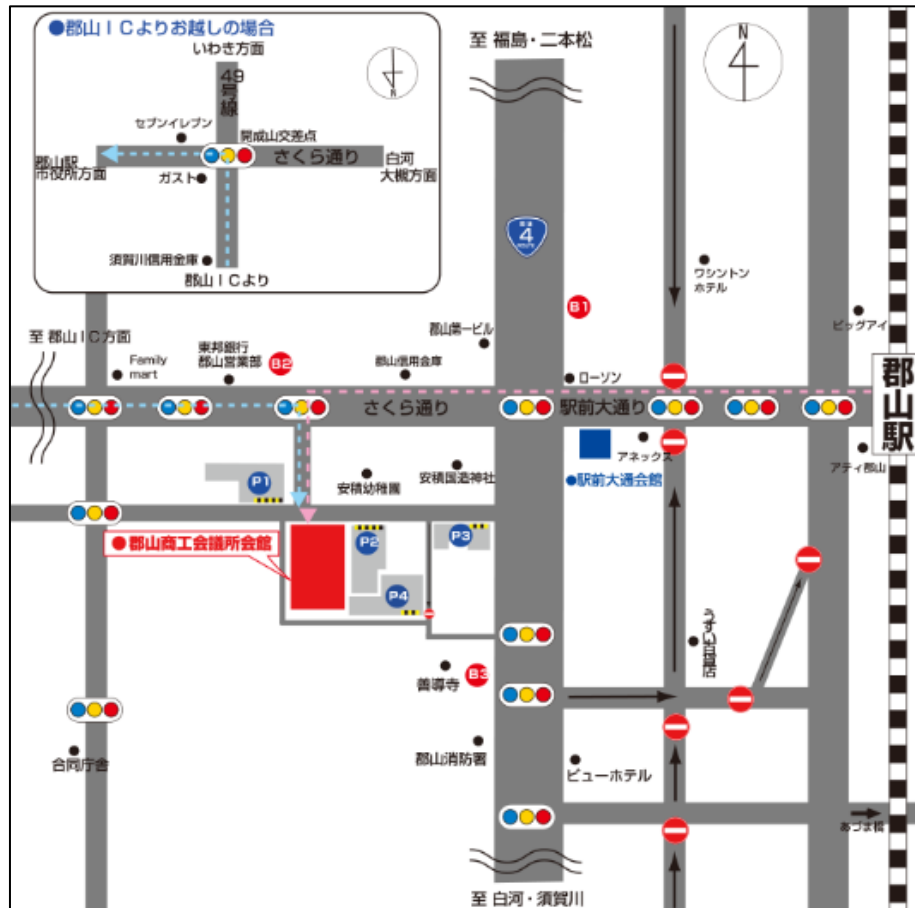 ●郡山ICよりお越しの場合
いわき方面
49号線
N
セブンイレブン
開成山交差点
郡山駅
市役所方面
さくら通り
白河
大槻方面
ガスト
須賀川信用金庫
郡山ICより
至 福島・二本松
N
国道
4
ROUTE
ワシントン
ホテル
B1
ビッグアイ
至 郡山IC方面
Family
mart
東邦銀行
郡山営業部
B2
郡山第一ビル
郡山信用金庫
ローソン
郡山駅
さくら通り
駅前大通り
アネックス
アティ郡山
●駅前大通会館
P1
安積幼稚園
安積国造神社
●郡山商工会議所会館
P2
P3
P4
うすい百貨店
善導寺
B3
合同庁舎
郡山消防署
ビューホテル
あづま橋
至 白河・須賀川